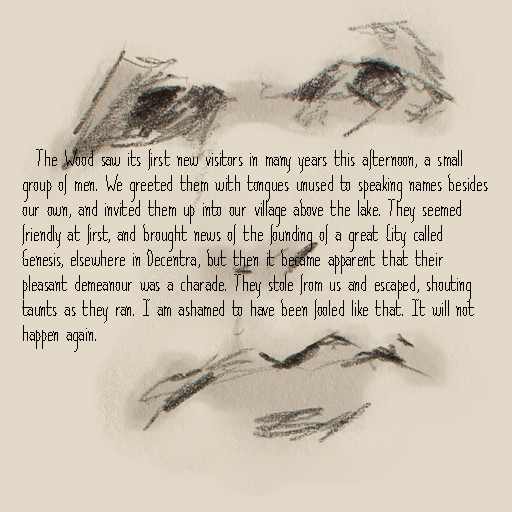 The Wood saw its first new visitors in many years this afternoon, a small
group of men. We greeted them with tongues unused to speaking names besides
our own, and invited them up into our village above the lake. They seemed
friendly at first, and brought news of the founding of a great City called
Genesis, elsewhere in Decentra, but then it became apparent that their
pleasant demeanour was a charade. They stole from us and escaped, shouting
taunts as they ran. I am ashamed to have been fooled like that. It will not
happen again.